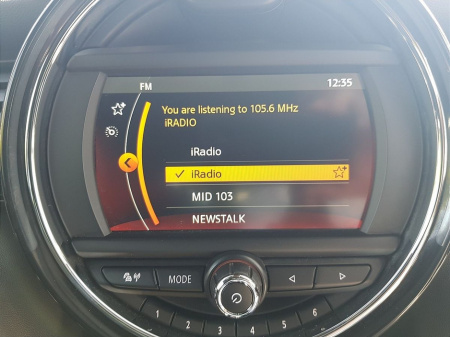 FM 12:35
You are listening to 105.6 MHz
iRADIO
iRadio
iRadio
MID 103
NEWSTALK
MODE
1 2 3 4 5 6